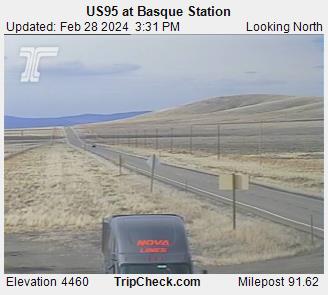 US95 at Basque Station
Updated: Feb 28 2024 3:31 PM Looking North
NOVA
LINES
Elevation 4460 TripCheck.com Milepost 91.62